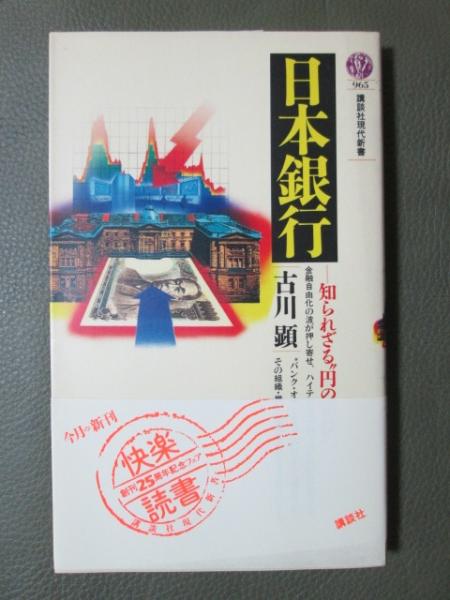 965
講談社現代新書
日本銀行
―知られざる“円の
金融自由化の波が押し寄せ、ハイテ
“バンク・オ
その組織・
古川 顕
今月の新刊
快楽
創刊25周年記念フェア
読書
講談社現代新書
講談社